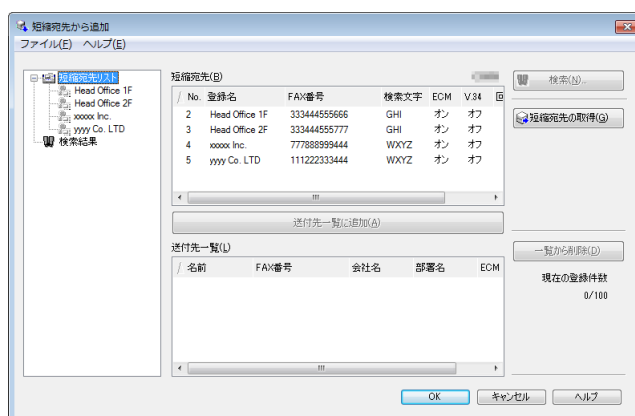 短縮宛先から追加
ファイル(F) ヘルプ(E)
短縮宛先リスト
Head Office 1F
Head Office 2F
xxxxx Inc.
yyyy Co. LTD
検索結果
短縮宛先(B)
/ No. 登録名 FAX番号 検索文字 ECM V.34
2 Head Office 1F 333444555666 GHI オン オフ
3 Head Office 2F 333444555777 GHI オン オフ
4 xxxxx Inc. 777888999444 WXYZ オン オフ
5 yyyy Co. LTD 111222333444 WXYZ オン オフ
検索(N)...
短縮宛先の取得(G)
送付先一覧に追加(A)
送付先一覧(L)
/ 名前 FAX番号 会社名 部署名 ECM
一覧から削除(D)
現在の登録件数
0/100
OK キャンセル ヘルプ